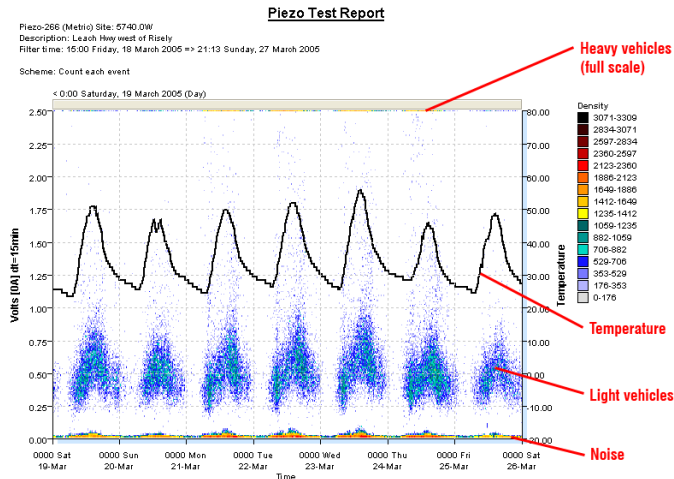 Piezo Test Report
Piezo-266 (Metric) Site: 5740.0W
Description: Leach Hwy west of Risely
Filter time: 15:00 Friday, 18 March 2005 => 21:13 Sunday, 27 March 2005
Scheme: Count each event
< 0:00 Saturday, 19 March 2005 (Day)
Heavy vehicles
(full scale)
Density
3071-3309
2834-3071
2597-2834
2360-2597
2123-2360
1886-2123
1649-1886
1412-1649
1235-1412
1059-1235
882-1059
706-882
529-706
353-529
176-353
0-176
Volts [0A] dt=15min
2.50
2.25
2.00
1.75
1.50
1.25
1.00
0.75
0.50
0.25
0.00
80.00
70.00
60.00
50.00
40.00
30.00
20.00
10.00
0.00
-10.00
-20.00
Temperature
Temperature
Light vehicles
Noise
0000 Sat
19-Mar
0000 Sun
20-Mar
0000 Mon
21-Mar
0000 Tue
22-Mar
0000 Wed
23-Mar
0000 Thu
24-Mar
0000 Fri
25-Mar
0000 Sat
26-Mar
Time